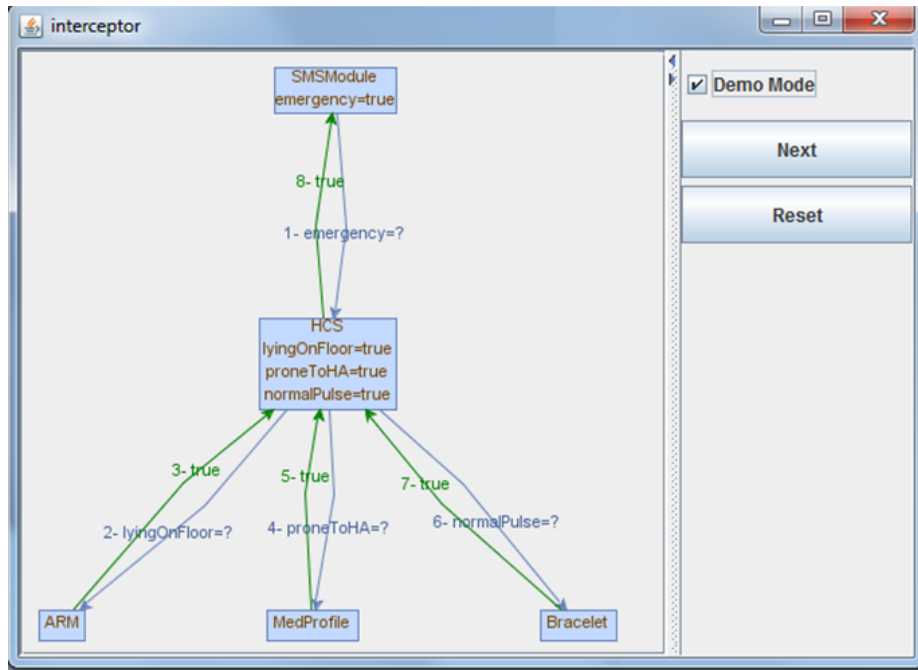 interceptor
SMSModule
emergency=true
8- true
1- emergency=?
HCS
lyingOnFloor=true
proneToHA=true
normalPulse=true
3- true
5- true
7- true
2- lyingOnFloor=?
4- proneToHA=?
6- normalPulse=?
ARM
MedProfile
Bracelet
Demo Mode
Next
Reset